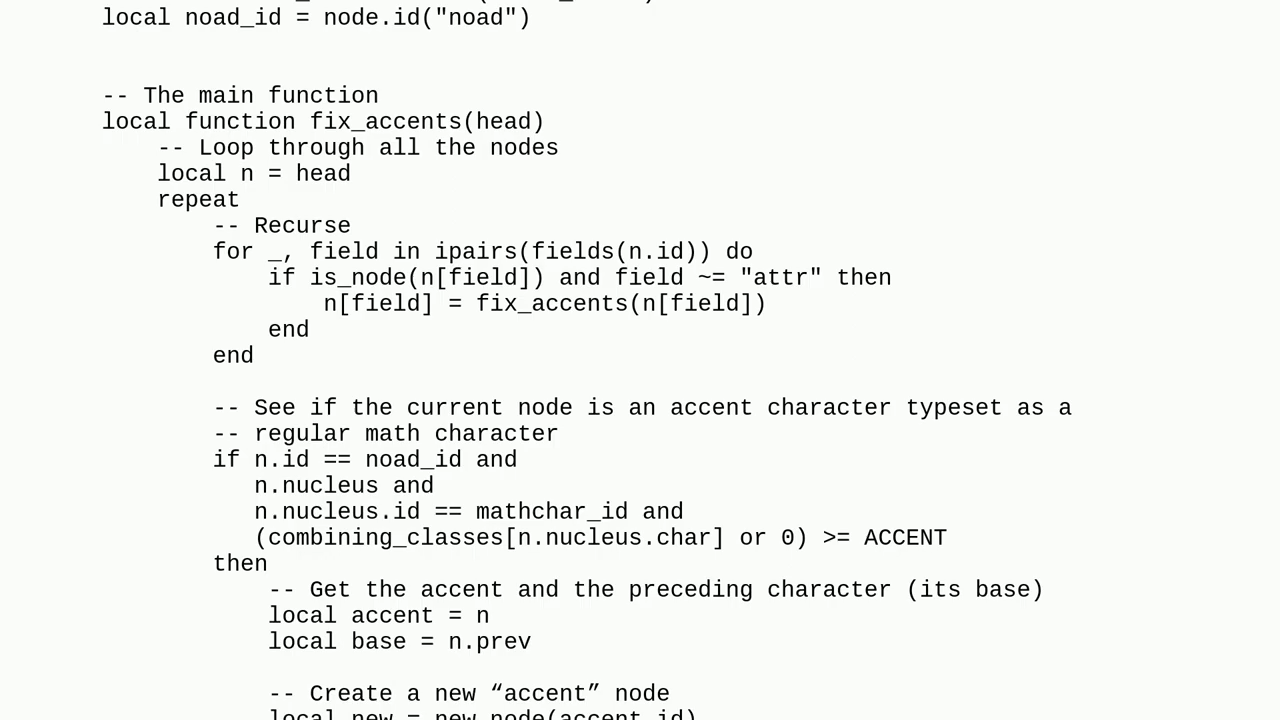 local noad_id = node.id("noad")
-- The main function
local function fix_accents(head)
-- Loop through all the nodes
local n = head
repeat
-- Recurse
for _, field in ipairs(fields(n.id)) do
if is_node(n[field]) and field ~= "attr" then
n[field] = fix_accents(n[field])
end
end
-- See if the current node is an accent character typeset as a
-- regular math character
if n.id == noad_id and
n.nucleus and
n.nucleus.id == mathchar_id and
(combining_classes[n.nucleus.char] or 0) >= ACCENT
then
-- Get the accent and the preceding character (its base)
local accent = n
local base = n.prev
-- Create a new “accent” node
local new = new_node(accent_id)